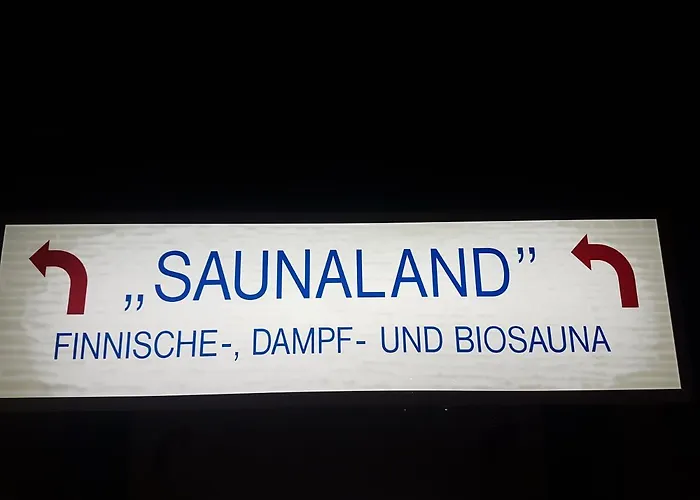 „SAUNALAND”
FINNISCHE-, DAMPF- UND BIOSAUNA